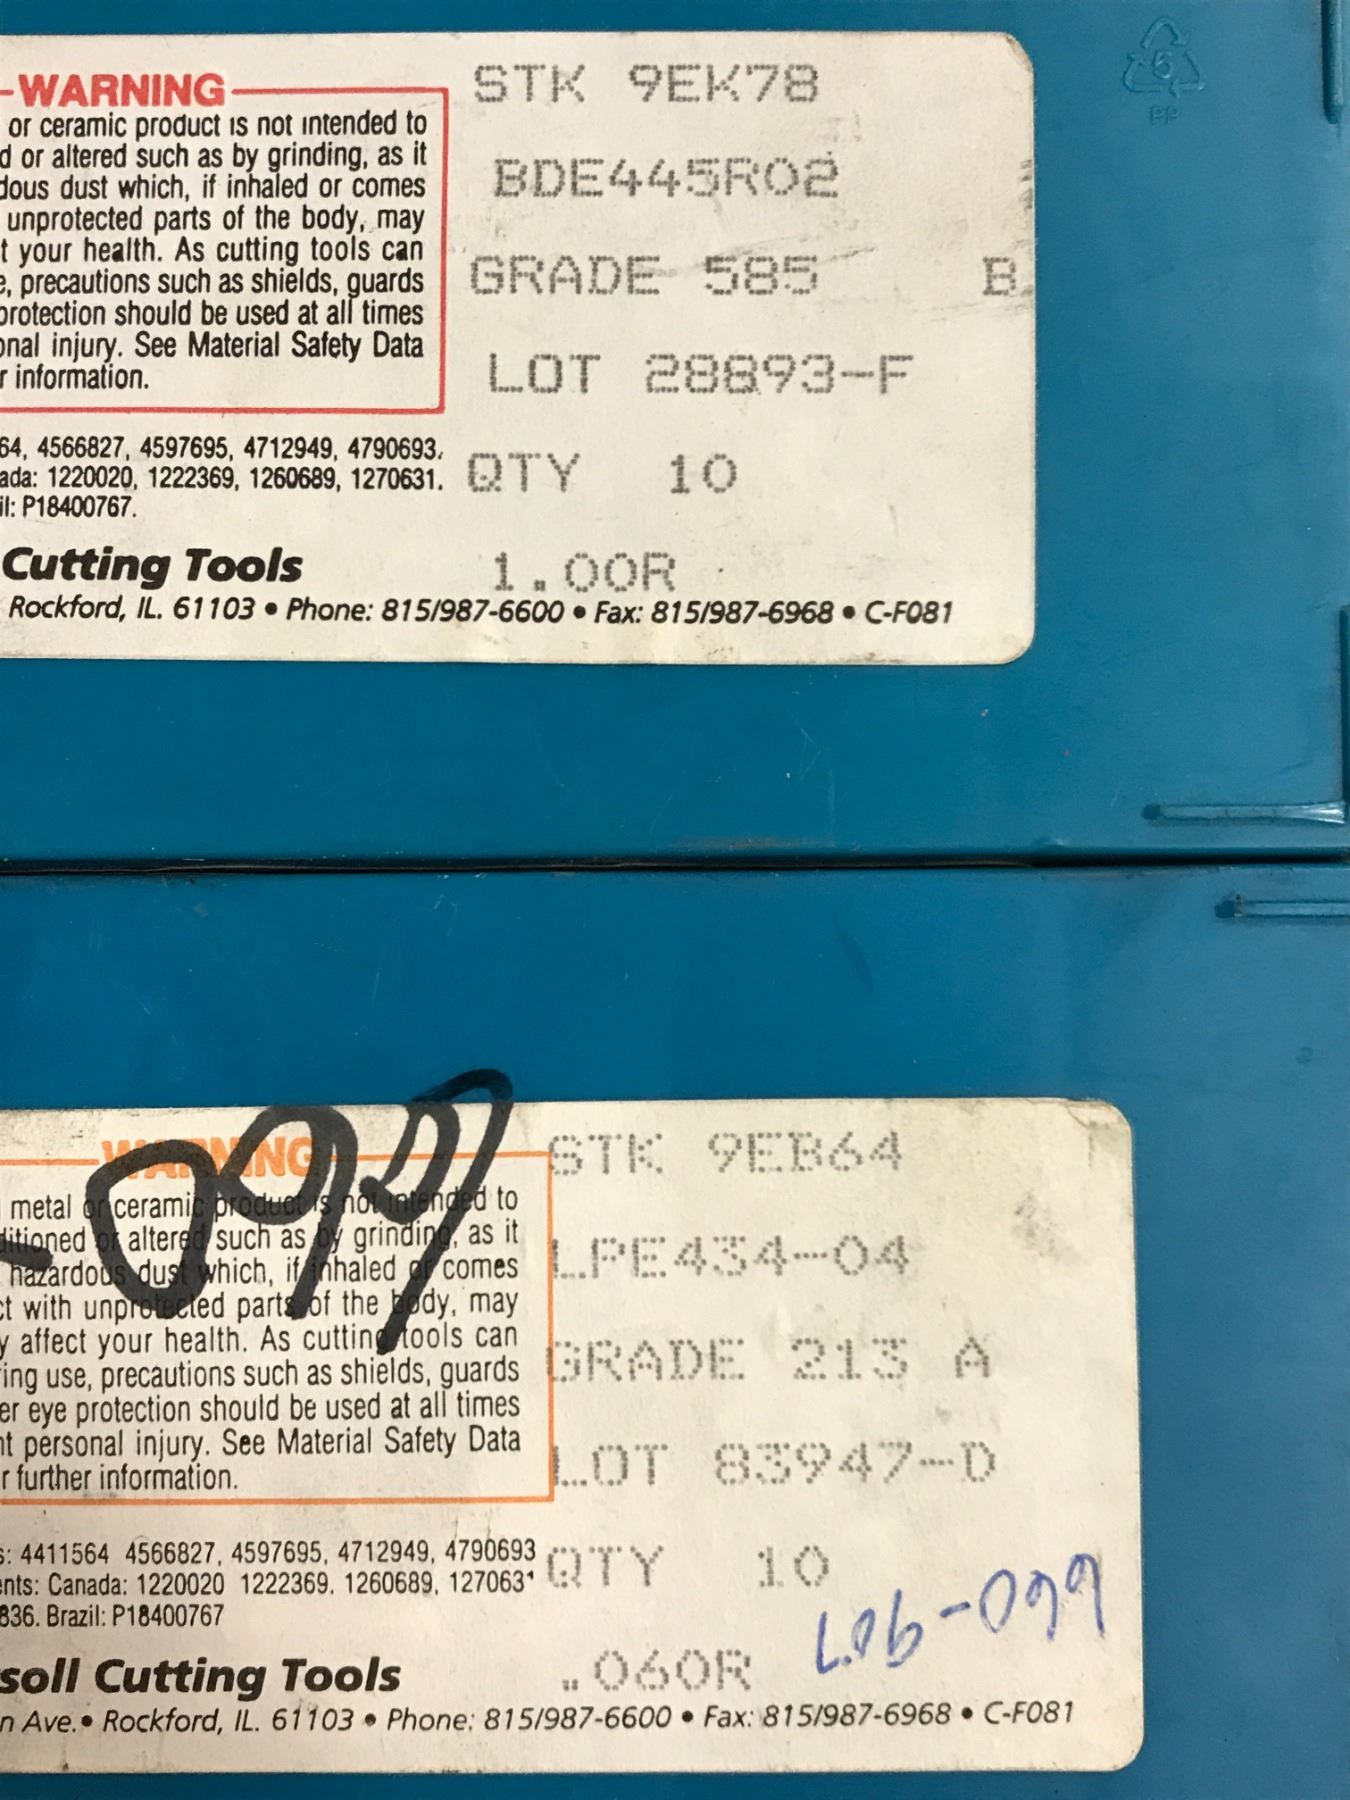 5
PP
WARNING
or ceramic product is not intended to
d or altered such as by grinding, as it
dous dust which, if inhaled or comes
unprotected parts of the body, may
t your health. As cutting tools can
e, precautions such as shields, guards
protection should be used at all times
onal injury. See Material Safety Data
r information.
64, 4566827, 4597695, 4712949, 4790693.
ada: 1220020, 1222369, 1260689, 1270631.
il: P18400767.
Cutting Tools
Rockford, IL. 61103 • Phone: 815/987-6600 • Fax: 815/987-6968 • C-F081
STK 9EK78
BDE445R02
GRADE 585 B
LOT 28893-F
QTY 10
1.00R
WARNING
metal or ceramic product is not intended to
ditioned or altered such as by grinding, as it
hazardous dust which, if inhaled or comes
ct with unprotected parts of the body, may
y affect your health. As cutting tools can
ring use, precautions such as shields, guards
er eye protection should be used at all times
nt personal injury. See Material Safety Data
r further information.
s: 4411564 4566827, 4597695, 4712949, 4790693
ents: Canada: 1220020 1222369, 1260689, 127063
836. Brazil: P18400767
soll Cutting Tools
n Ave. • Rockford, IL. 61103 • Phone: 815/987-6600 • Fax: 815/987-6968 • C-F081
-099
STK 9EB64
LPE434-04
GRADE 213 A
LOT 83947-D
QTY 10
.060R